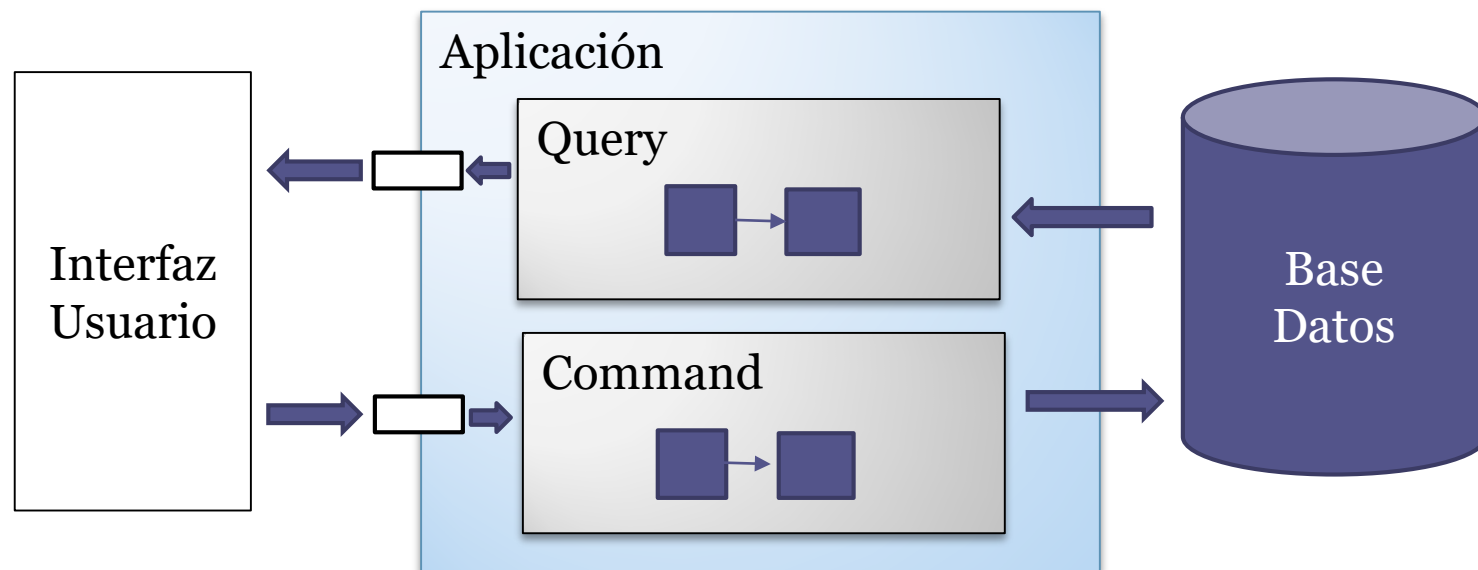 Aplicación
Query
Interfaz
Usuario
Base
Datos
Command